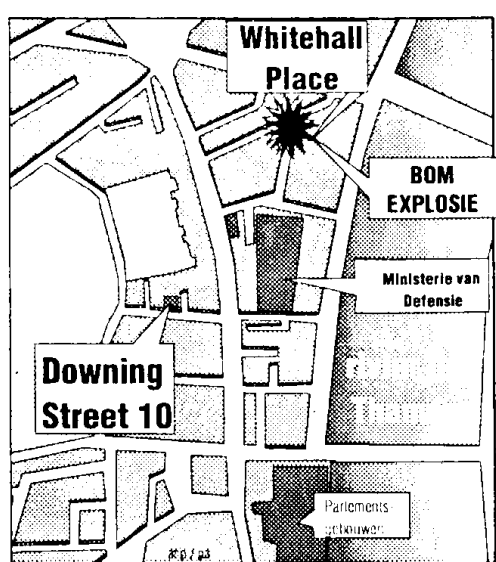 Whitehall
Place
BOM
EXPLOSIE
Ministerie van
Defensie
Downing
Street 10
Parlements-
gebouwen